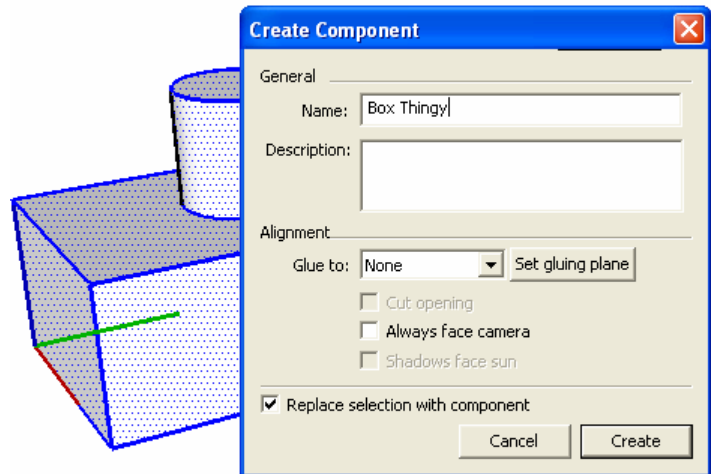 Create Component
General
Name: Box Thingy
Description:
Alignment
Glue to: None Set gluing plane
Cut opening
Always face camera
Shadows face sun
Replace selection with component
Cancel Create